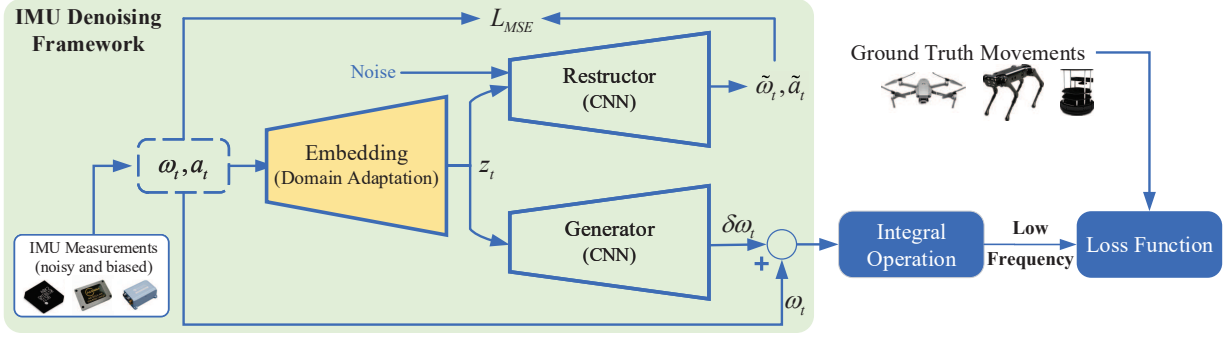 IMU Denoising
Framework
L_MSE
Noise
Restructor
(CNN)
ω̃_t, ã_t
Ground Truth Movements
ω_t, a_t
Embedding
(Domain Adaptation)
z_t
IMU Measurements
(noisy and biased)
Generator
(CNN)
δω_t
+
ω_t
Integral
Operation
Low
Frequency
Loss Function